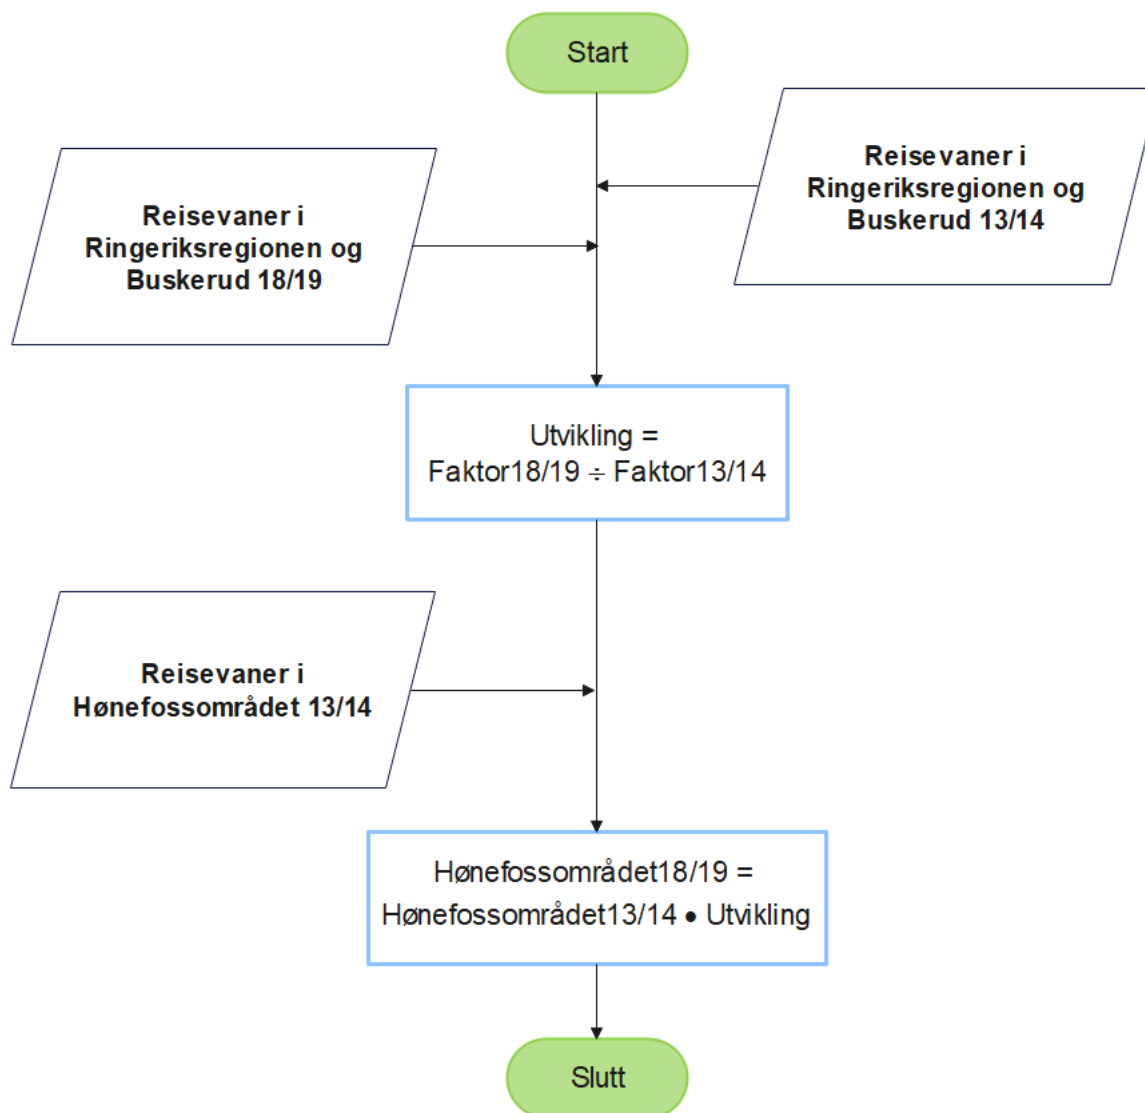 Start
Reisevaner i
Ringeriksregionen og
Buskerud 13/14
Reisevaner i
Ringeriksregionen og
Buskerud 18/19
Utvikling =
Faktor18/19 ÷ Faktor13/14
Reisevaner i
Hønefossområdet 13/14
Hønefossområdet18/19 =
Hønefossområdet13/14 • Utvikling
Slutt